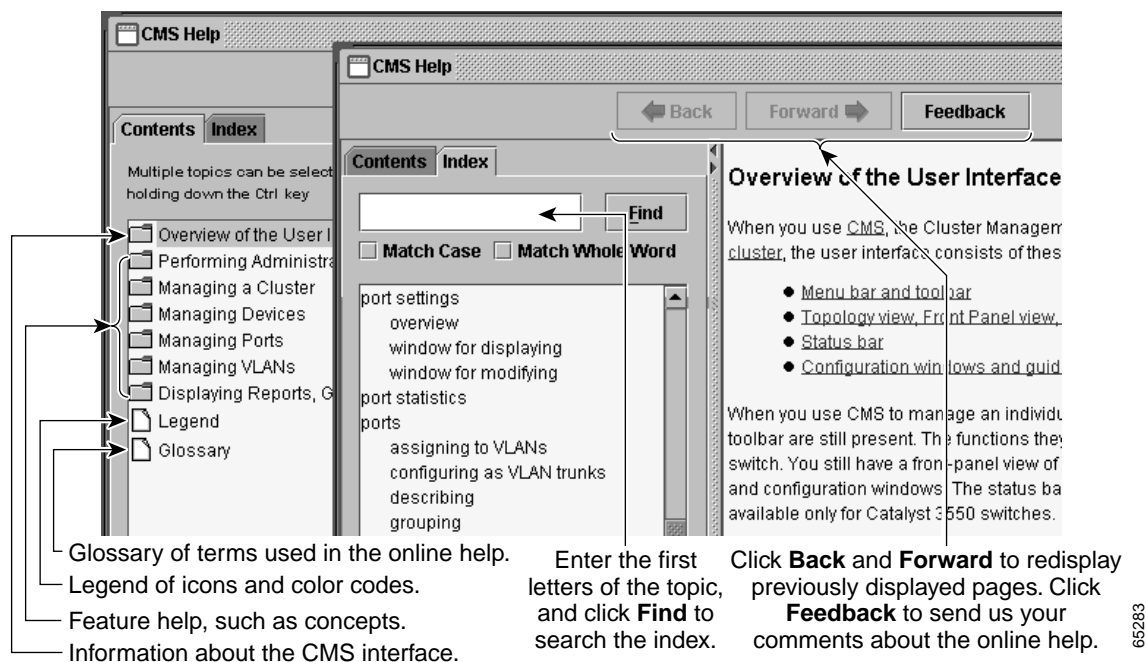 CMS Help
CMS Help
Back
Forward
Feedback
Contents Index
Multiple topics can be select
holding down the Ctrl key
Overview of the User I
Performing Administra
Managing a Cluster
Managing Devices
Managing Ports
Managing VLANs
Displaying Reports, G
Legend
Glossary
Contents Index
Find
Match Case Match Whole Word
port settings
overview
window for displaying
window for modifying
port statistics
ports
assigning to VLANs
configuring as VLAN trunks
describing
grouping
Overview of the User Interface
When you use CMS, the Cluster Managem
cluster, the user interface consists of thes
Menu bar and toolbar
Topology view, Front Panel view,
Status bar
Configuration windows and guid
When you use CMS to manage an individu
toolbar are still present. The functions they
switch. You still have a front-panel view of
and configuration windows. The status ba
available only for Catalyst 3550 switches.
Glossary of terms used in the online help.
Legend of icons and color codes.
Feature help, such as concepts.
Information about the CMS interface.
Enter the first
letters of the topic,
and click Find to
search the index.
Click Back and Forward to redisplay
previously displayed pages. Click
Feedback to send us your
comments about the online help.
65283